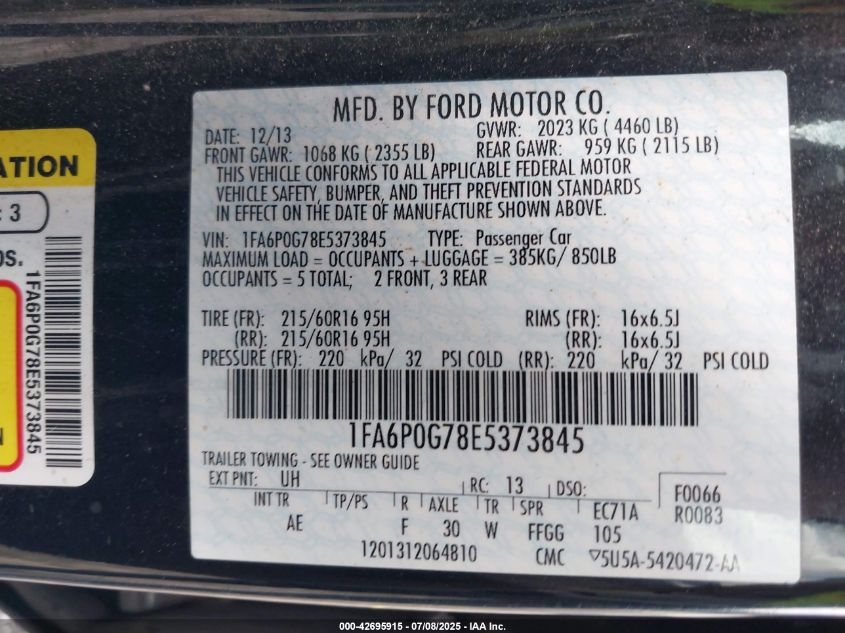 MFD. BY FORD MOTOR CO.
DATE: 12/13 GVWR: 2023 KG ( 4460 LB)
FRONT GAWR: 1068 KG ( 2355 LB) REAR GAWR: 959 KG ( 2115 LB)
THIS VEHICLE CONFORMS TO ALL APPLICABLE FEDERAL MOTOR
VEHICLE SAFETY, BUMPER, AND THEFT PREVENTION STANDARDS
IN EFFECT ON THE DATE OF MANUFACTURE SHOWN ABOVE.
VIN: 1FA6P0G78E5373845 TYPE: Passenger Car
MAXIMUM LOAD = OCCUPANTS + LUGGAGE = 385KG/ 850LB
OCCUPANTS = 5 TOTAL; 2 FRONT, 3 REAR
TIRE (FR): 215/60R16 95H RIMS (FR): 16x6.5J
(RR): 215/60R16 95H (RR): 16x6.5J
PRESSURE (FR): 220 kPa/ 32 PSI COLD (RR): 220 kPa/ 32 PSI COLD
1FA6P0G78E5373845
TRAILER TOWING - SEE OWNER GUIDE
EXT PNT: UH RC: 13 DSO: F0066
INT TR TP/PS R AXLE TR SPR EC71A R0083
AE F 30 W FFGG 105
1201312064810 CMC ▽5U5A-5420472-AA
ATION
: 3
OS.
1FA6P0G78E5373845
N
000-42695915 - 07/08/2025 - IAA Inc.